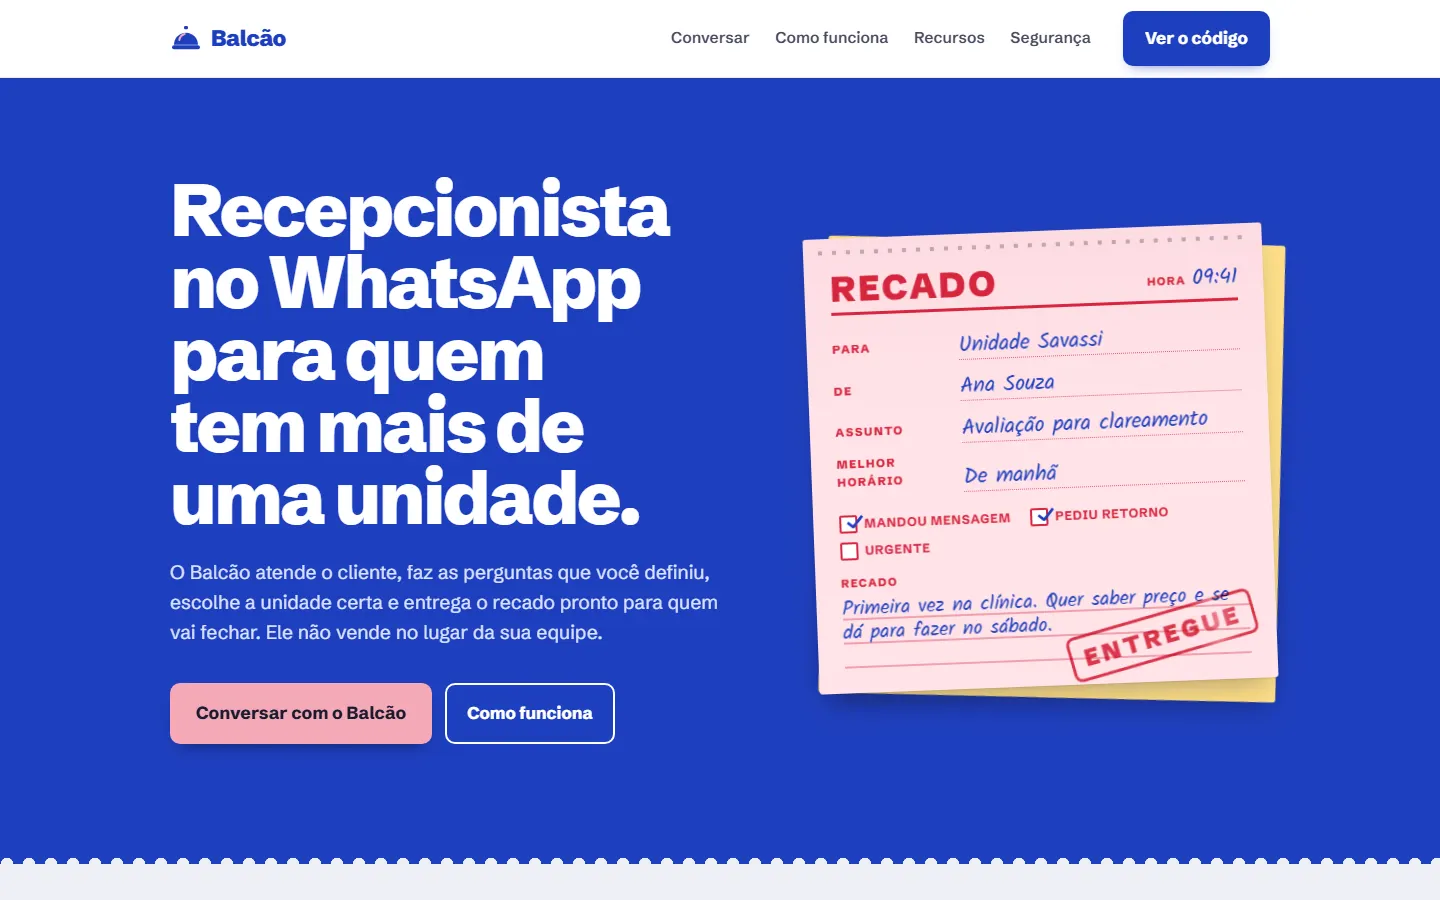 Balcão
Conversar
Como funciona
Recursos
Segurança
Ver o código
Recepcionista
no WhatsApp
para quem
tem mais de
uma unidade.
O Balcão atende o cliente, faz as perguntas que você definiu,
escolhe a unidade certa e entrega o recado pronto para quem
vai fechar. Ele não vende no lugar da sua equipe.
Conversar com o Balcão
Como funciona
RECADO
HORA 09:41
PARA Unidade Savassi
DE Ana Souza
ASSUNTO Avaliação para clareamento
MELHOR
HORÁRIO De manhã
MANDOU MENSAGEM PEDIU RETORNO
URGENTE
RECADO
Primeira vez na clínica. Quer saber preço e se
dá para fazer no sábado.
ENTREGUE